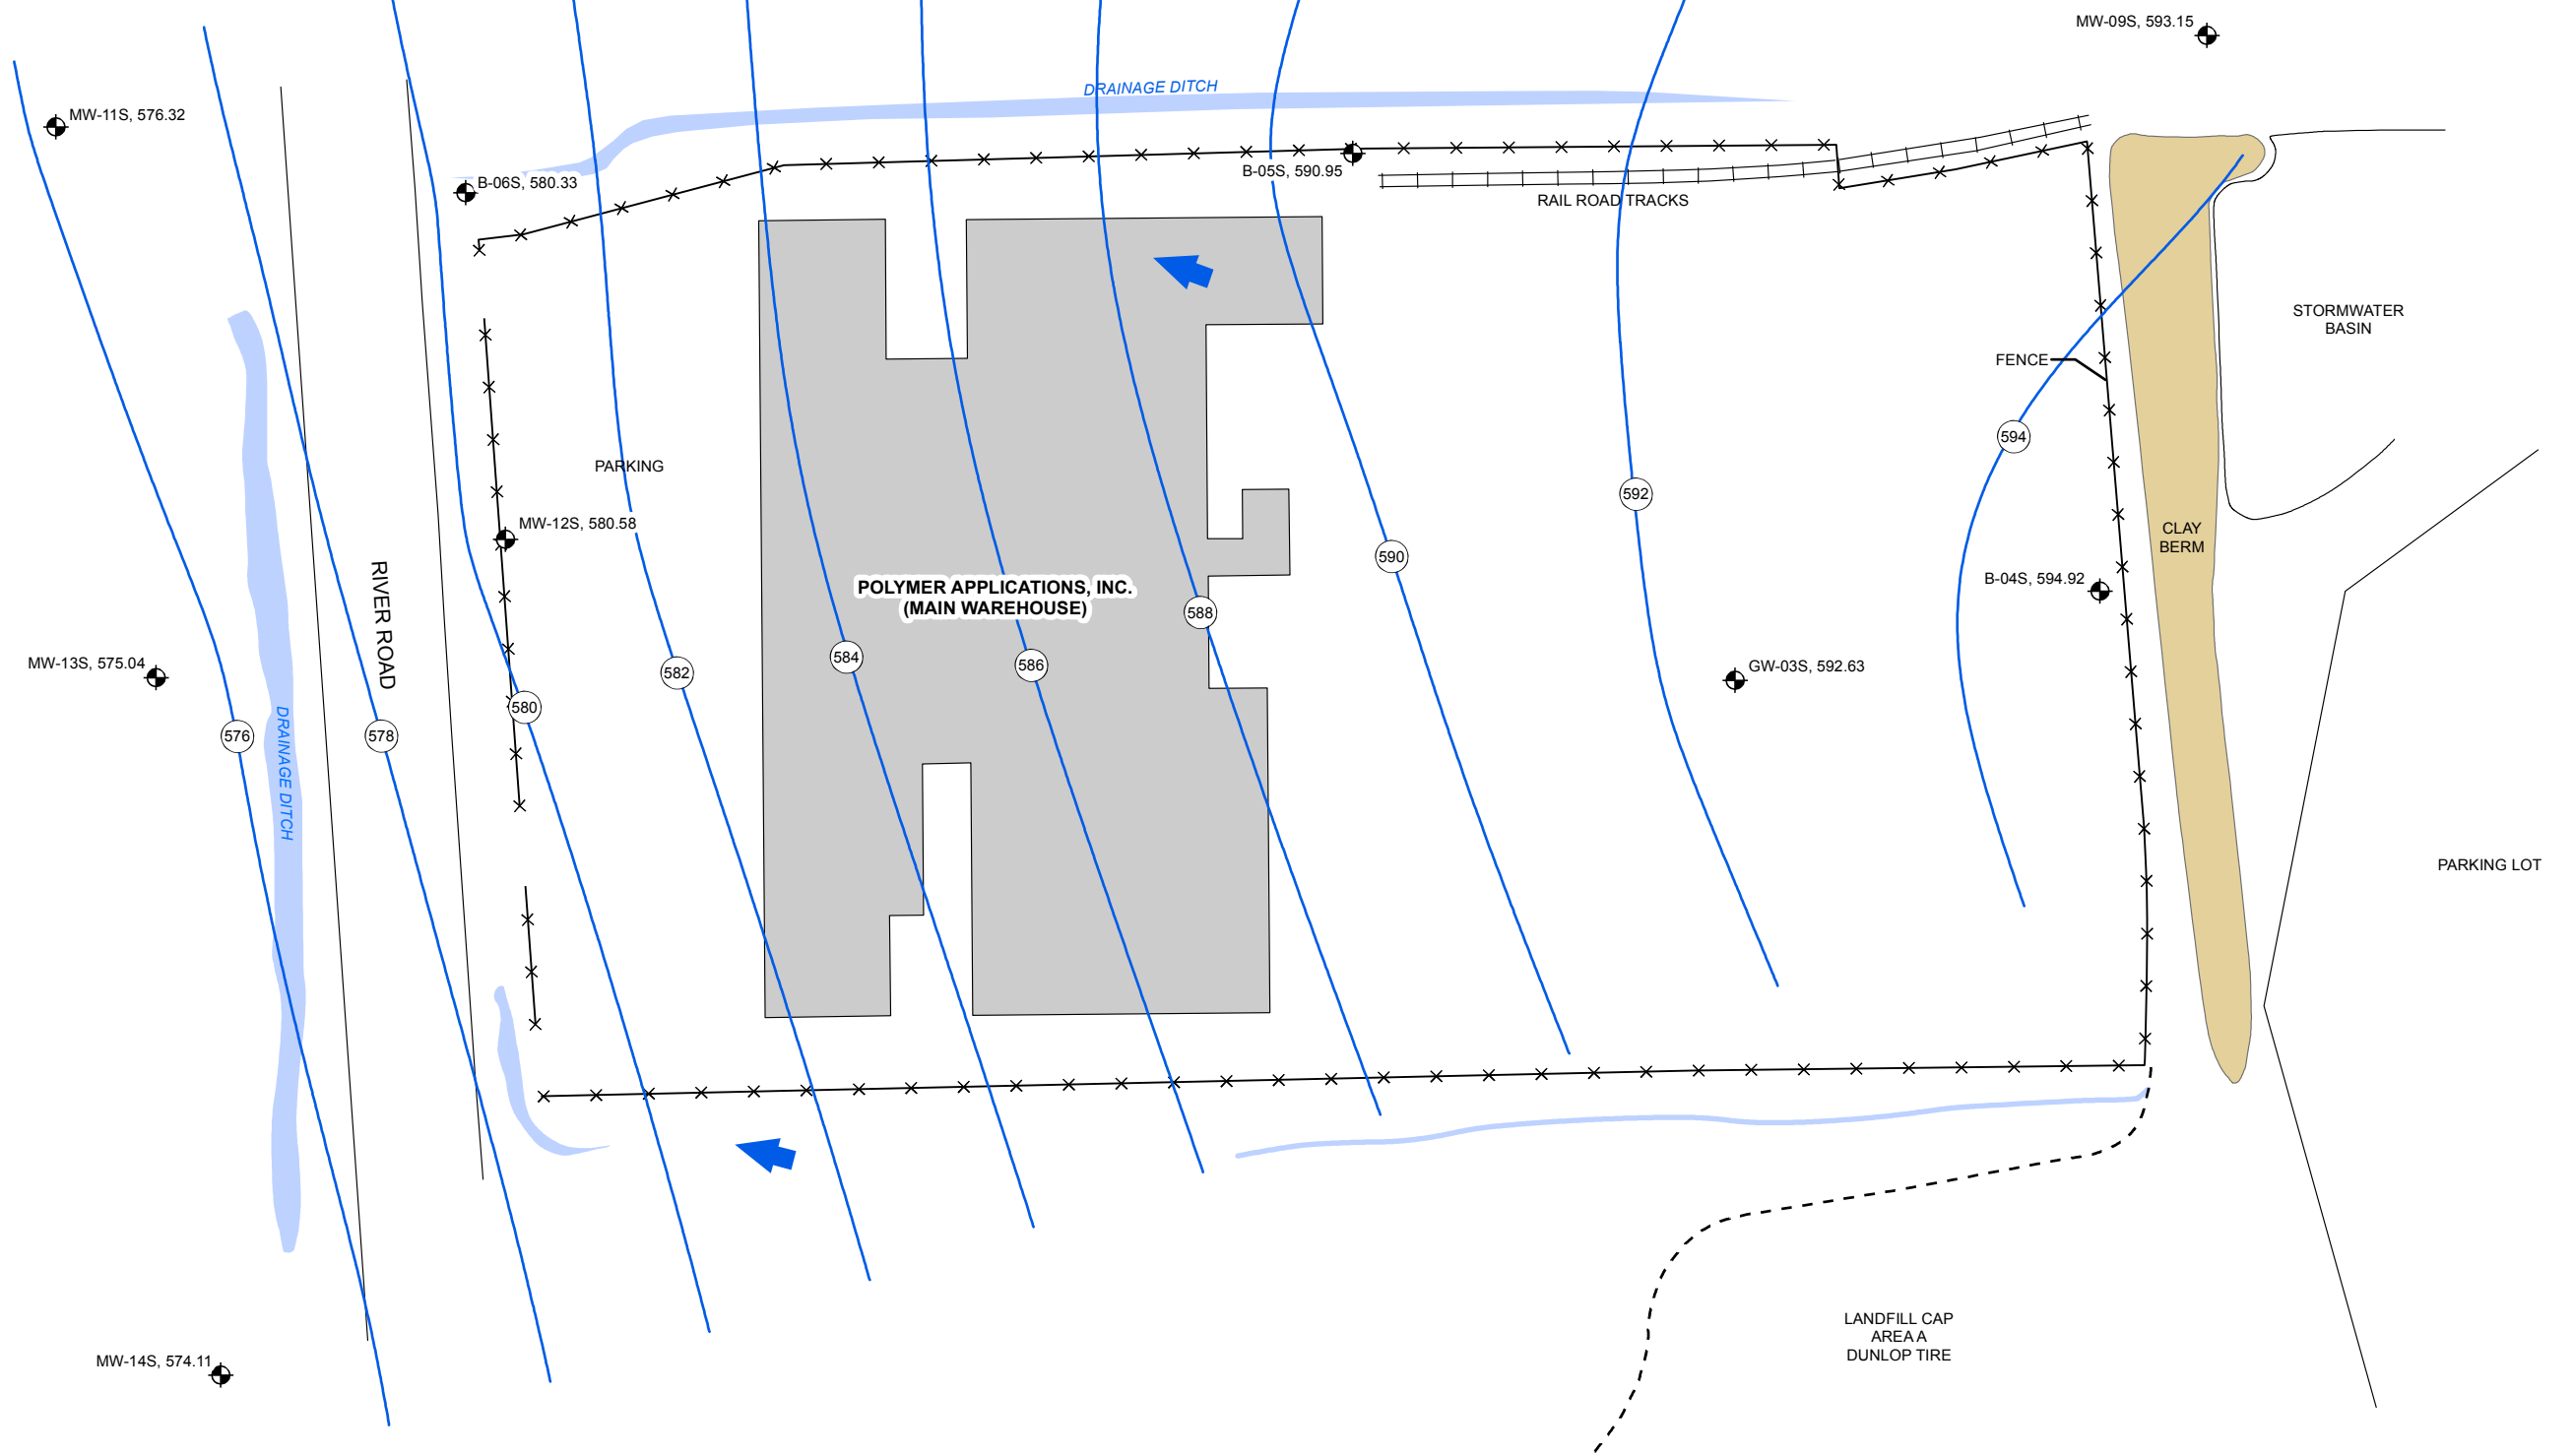 MW-09S, 593.15
DRAINAGE DITCH
MW-11S, 576.32
B-06S, 580.33
B-05S, 590.95
RAIL ROAD TRACKS
STORMWATER
BASIN
FENCE
594
PARKING
592
MW-12S, 580.58
CLAY
BERM
590
B-04S, 594.92
POLYMER APPLICATIONS, INC.
(MAIN WAREHOUSE)
588
RIVER ROAD
MW-13S, 575.04
584
586
582
GW-03S, 592.63
580
576
578
DRAINAGE DITCH
PARKING LOT
LANDFILL CAP
AREA A
DUNLOP TIRE
MW-14S, 574.11